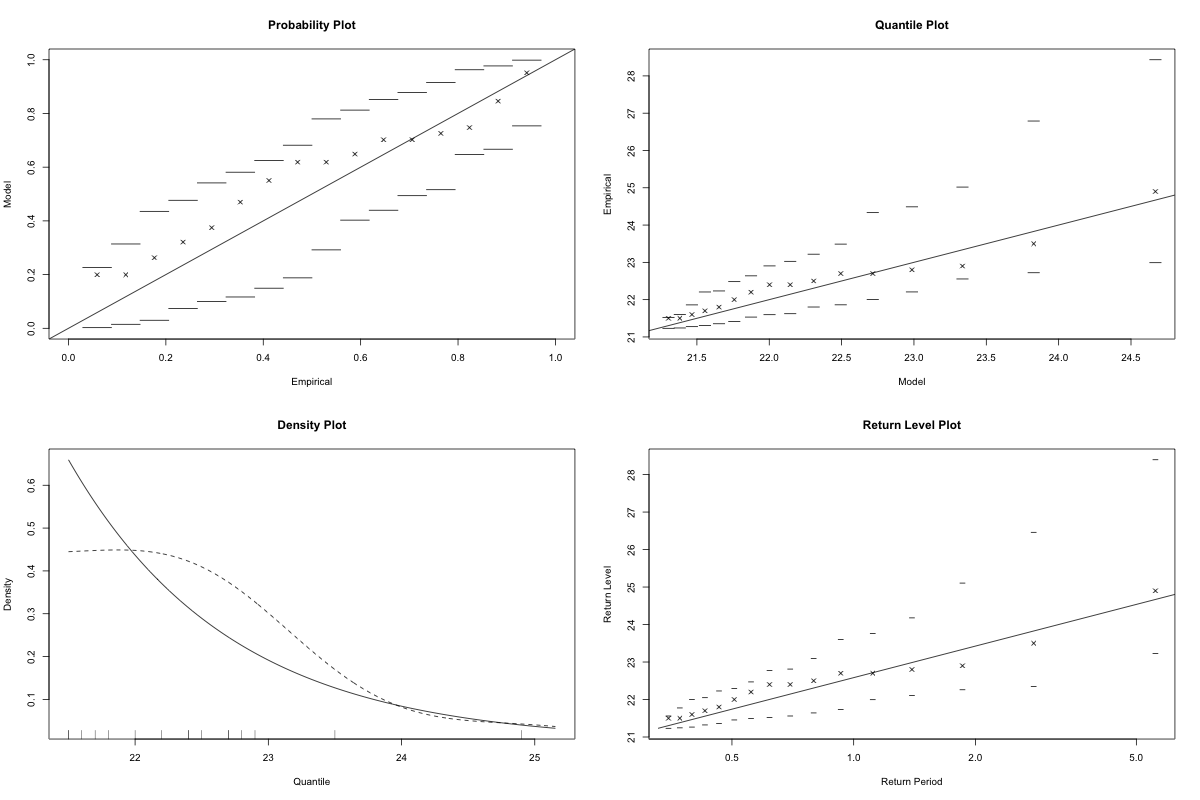 Probability Plot
Model
1.0
0.8
0.6
0.4
0.2
0.0
0.0 0.2 0.4 0.6 0.8 1.0
Empirical
Quantile Plot
Empirical
28
27
26
25
24
23
22
21
21.5 22.0 22.5 23.0 23.5 24.0 24.5
Model
Density Plot
Density
0.6
0.5
0.4
0.3
0.2
0.1
22 23 24 25
Quantile
Return Level Plot
Return Level
28
27
26
25
24
23
22
21
0.5 1.0 2.0 5.0
Return Period